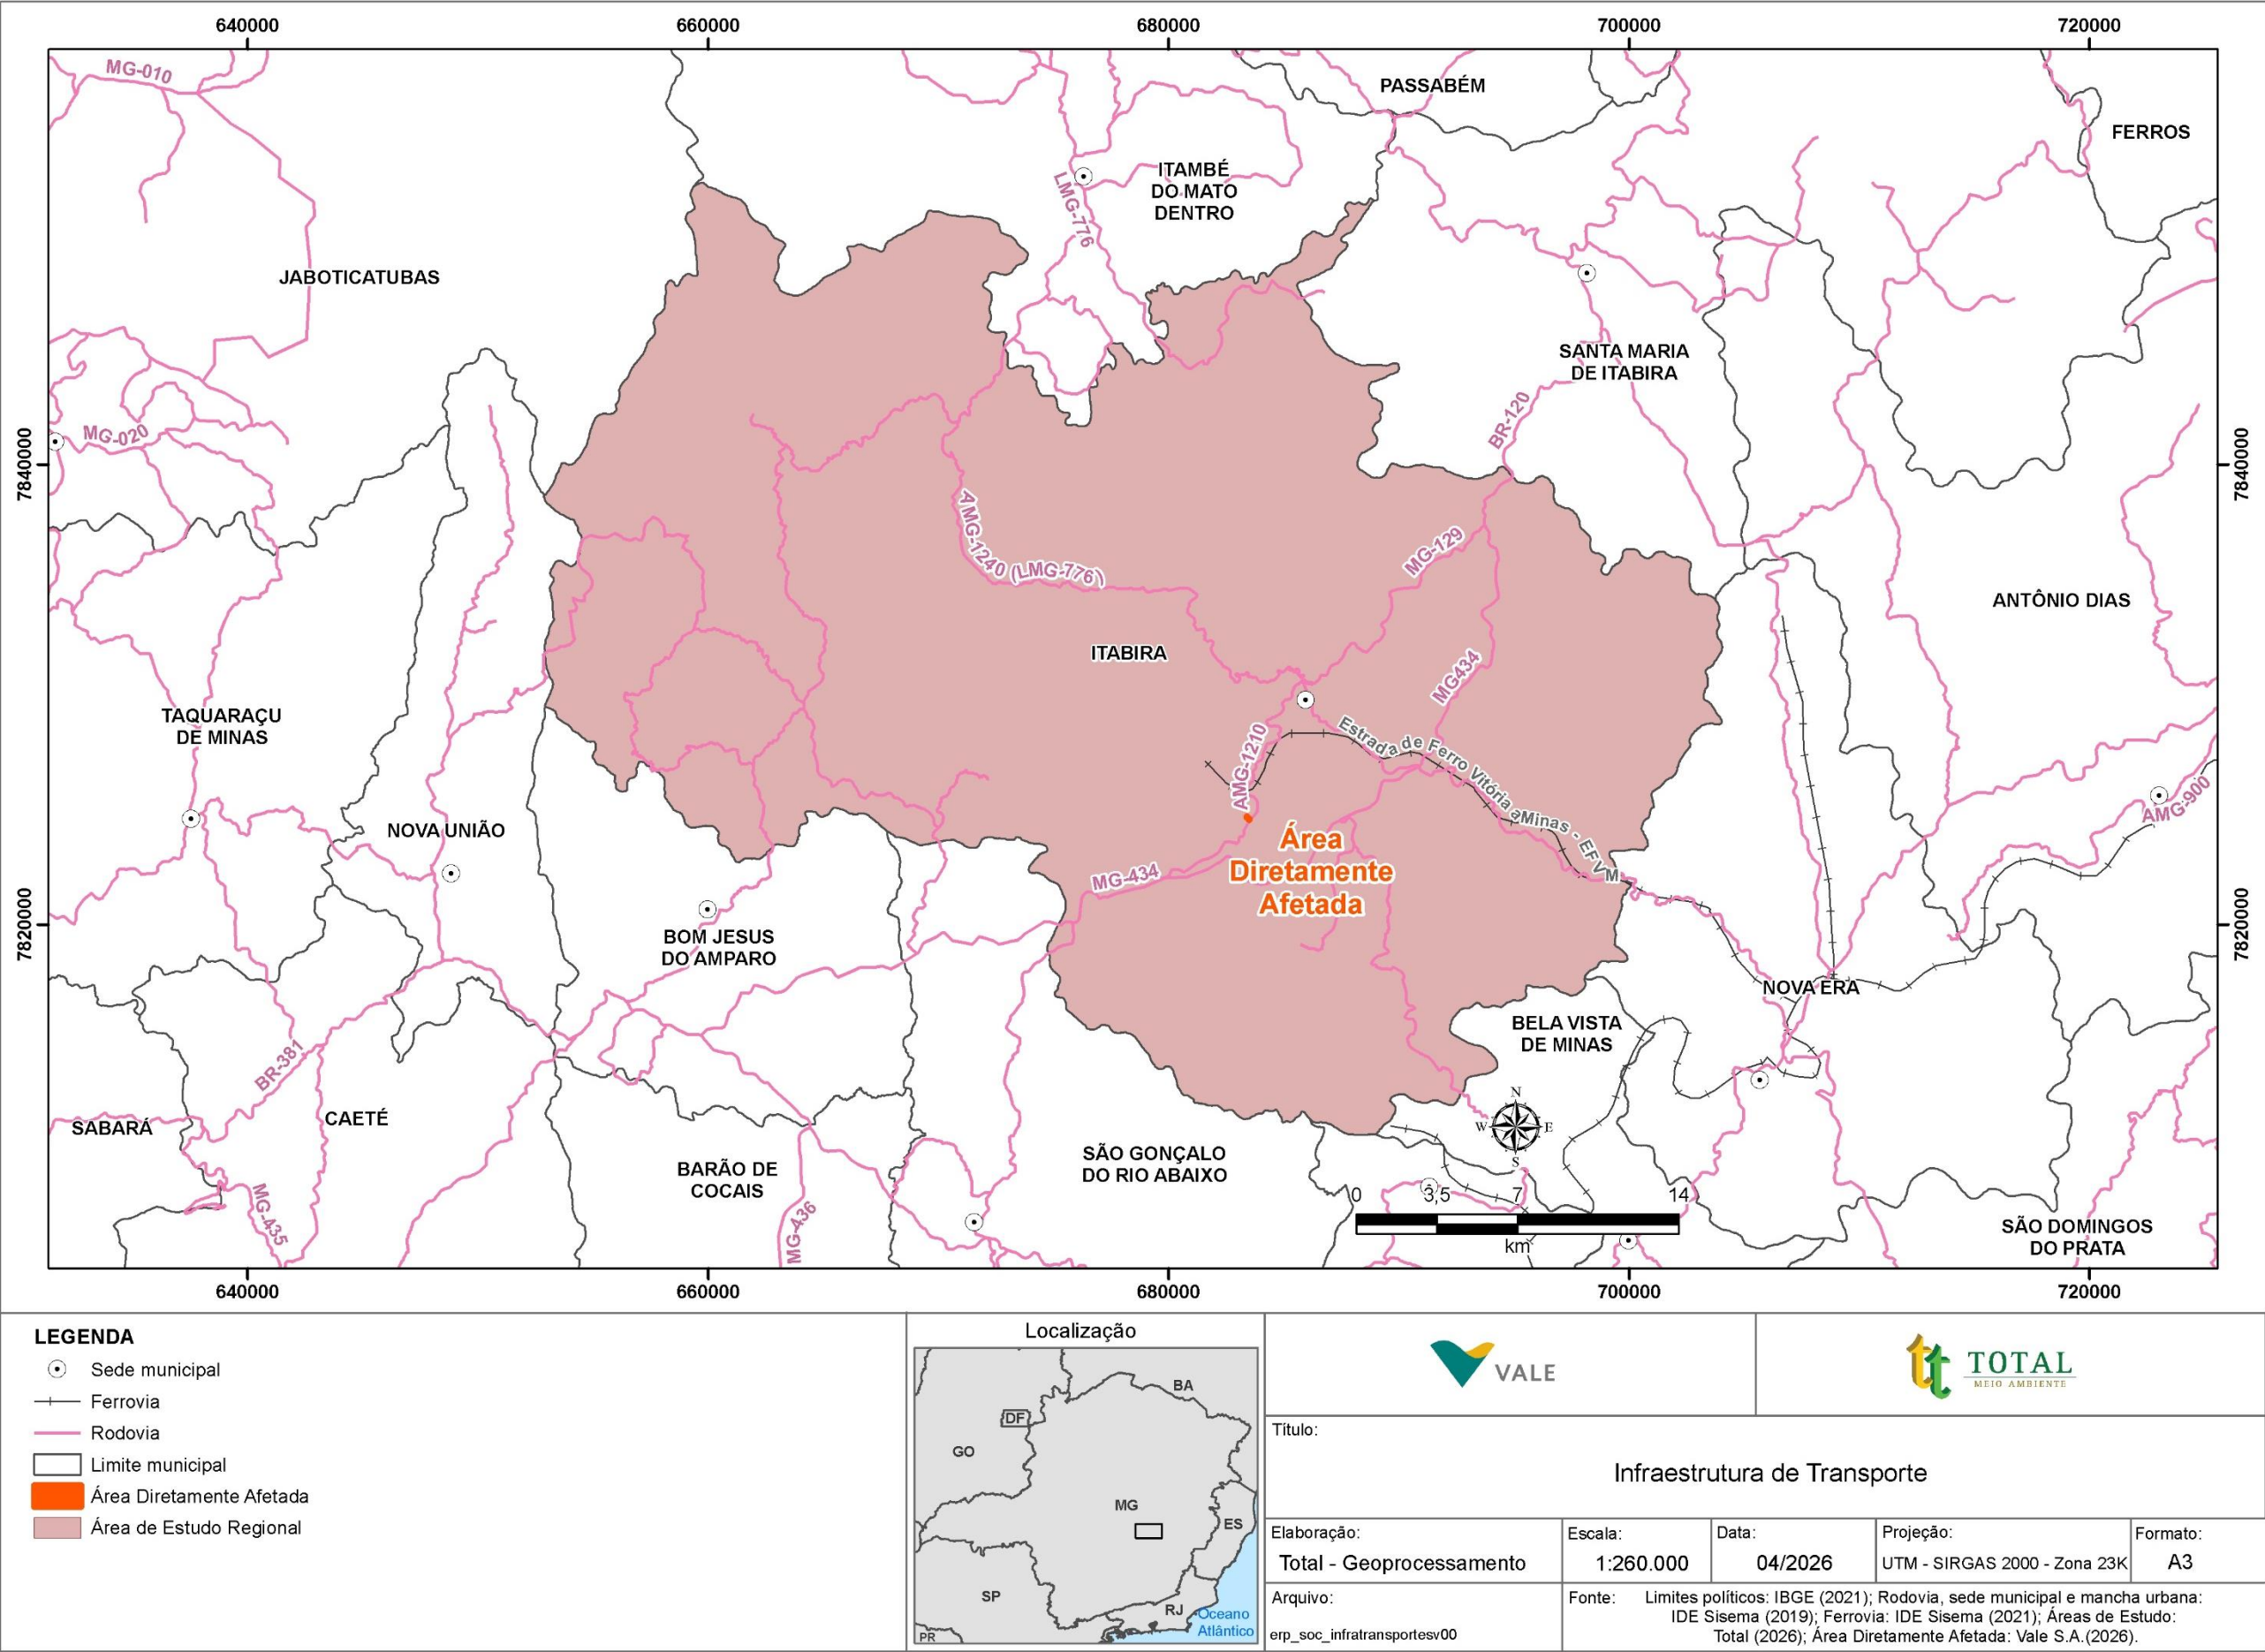 640000
660000
680000
700000
720000
MG-010
PASSABÉM
FERROS
ITAMBÉ
DO MATO
DENTRO
LMG-776
JABOTICATUBAS
SANTA MARIA
DE ITABIRA
BR-120
MG-020
7840000
7840000
AMG-1240 (LMG-776)
MG-129
ANTÔNIO DIAS
ITABIRA
MG434
TAQUARAÇU
DE MINAS
AMG-1210
Estrada de Ferro Vitória a Minas - EFVM
AMG-900
NOVA UNIÃO
Área
Diretamente
Afetada
MG-434
7820000
7820000
BOM JESUS
DO AMPARO
NOVA ERA
BELA VISTA
DE MINAS
BR-381
CAETÉ
SABARÁ
N
W
E
S
SÃO GONÇALO
DO RIO ABAIXO
BARÃO DE
COCAIS
MG-435
MG-436
0
3,5
7
14
km
SÃO DOMINGOS
DO PRATA
640000
660000
680000
700000
720000
LEGENDA
Sede municipal
Ferrovia
Rodovia
Limite municipal
Área Diretamente Afetada
Área de Estudo Regional
Localização
BA
DF
GO
MG
ES
SP
RJ
Oceano
Atlântico
PR
VALE
TOTAL
MEIO AMBIENTE
Título:
Infraestrutura de Transporte
Elaboração:
Total - Geoprocessamento
Escala:
1:260.000
Data:
04/2026
Projeção:
UTM - SIRGAS 2000 - Zona 23K
Formato:
A3
Arquivo:
erp_soc_infratransportesv00
Fonte: Limites políticos: IBGE (2021); Rodovia, sede municipal e mancha urbana:
IDE Sisema (2019); Ferrovia: IDE Sisema (2021); Áreas de Estudo:
Total (2026); Área Diretamente Afetada: Vale S.A.(2026).